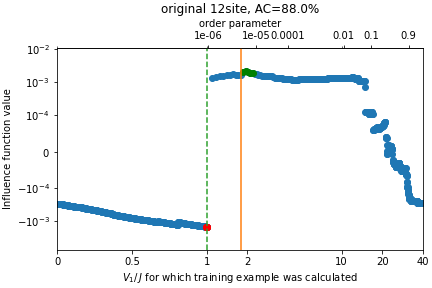 original 12site, AC=88.0%
order parameter
1e-06 1e-05 0.0001 0.01 0.1 0.9
10⁻²
10⁻³
10⁻⁴
0
−10⁻⁴
−10⁻³
Influence function value
0 0.5 1 2 10 20 40
V₁/J for which training example was calculated